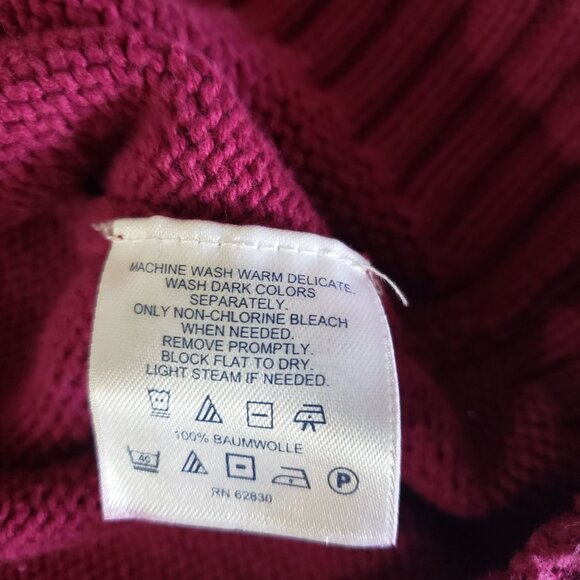 MACHINE WASH WARM DELICATE.
WASH DARK COLORS
SEPARATELY.
ONLY NON-CHLORINE BLEACH
WHEN NEEDED.
REMOVE PROMPTLY.
BLOCK FLAT TO DRY.
LIGHT STEAM IF NEEDED.
100% BAUMWOLLE
40
P
RN 62830